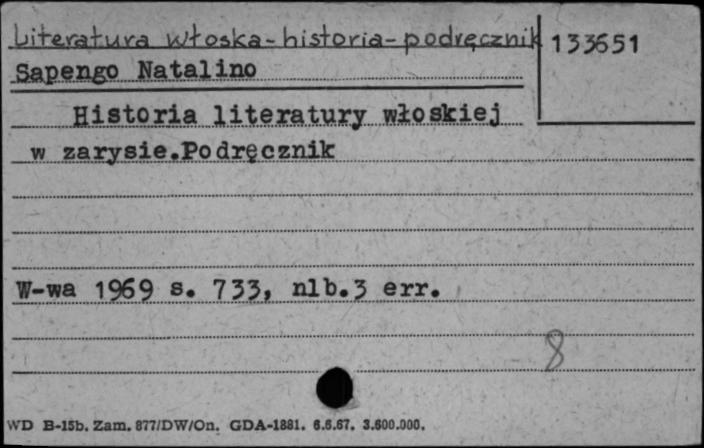 Literatura włoska-historia-podręcznik 133651
Sapengo Natalino
Historia literatury włoskiej
w zarysie.Podręcznik
W-wa 1969 s. 733, nlb.3 err.
8
WD B-15b. Zam. 877/DW/On. GDA-1881. 6.6.67. 3.600.000.